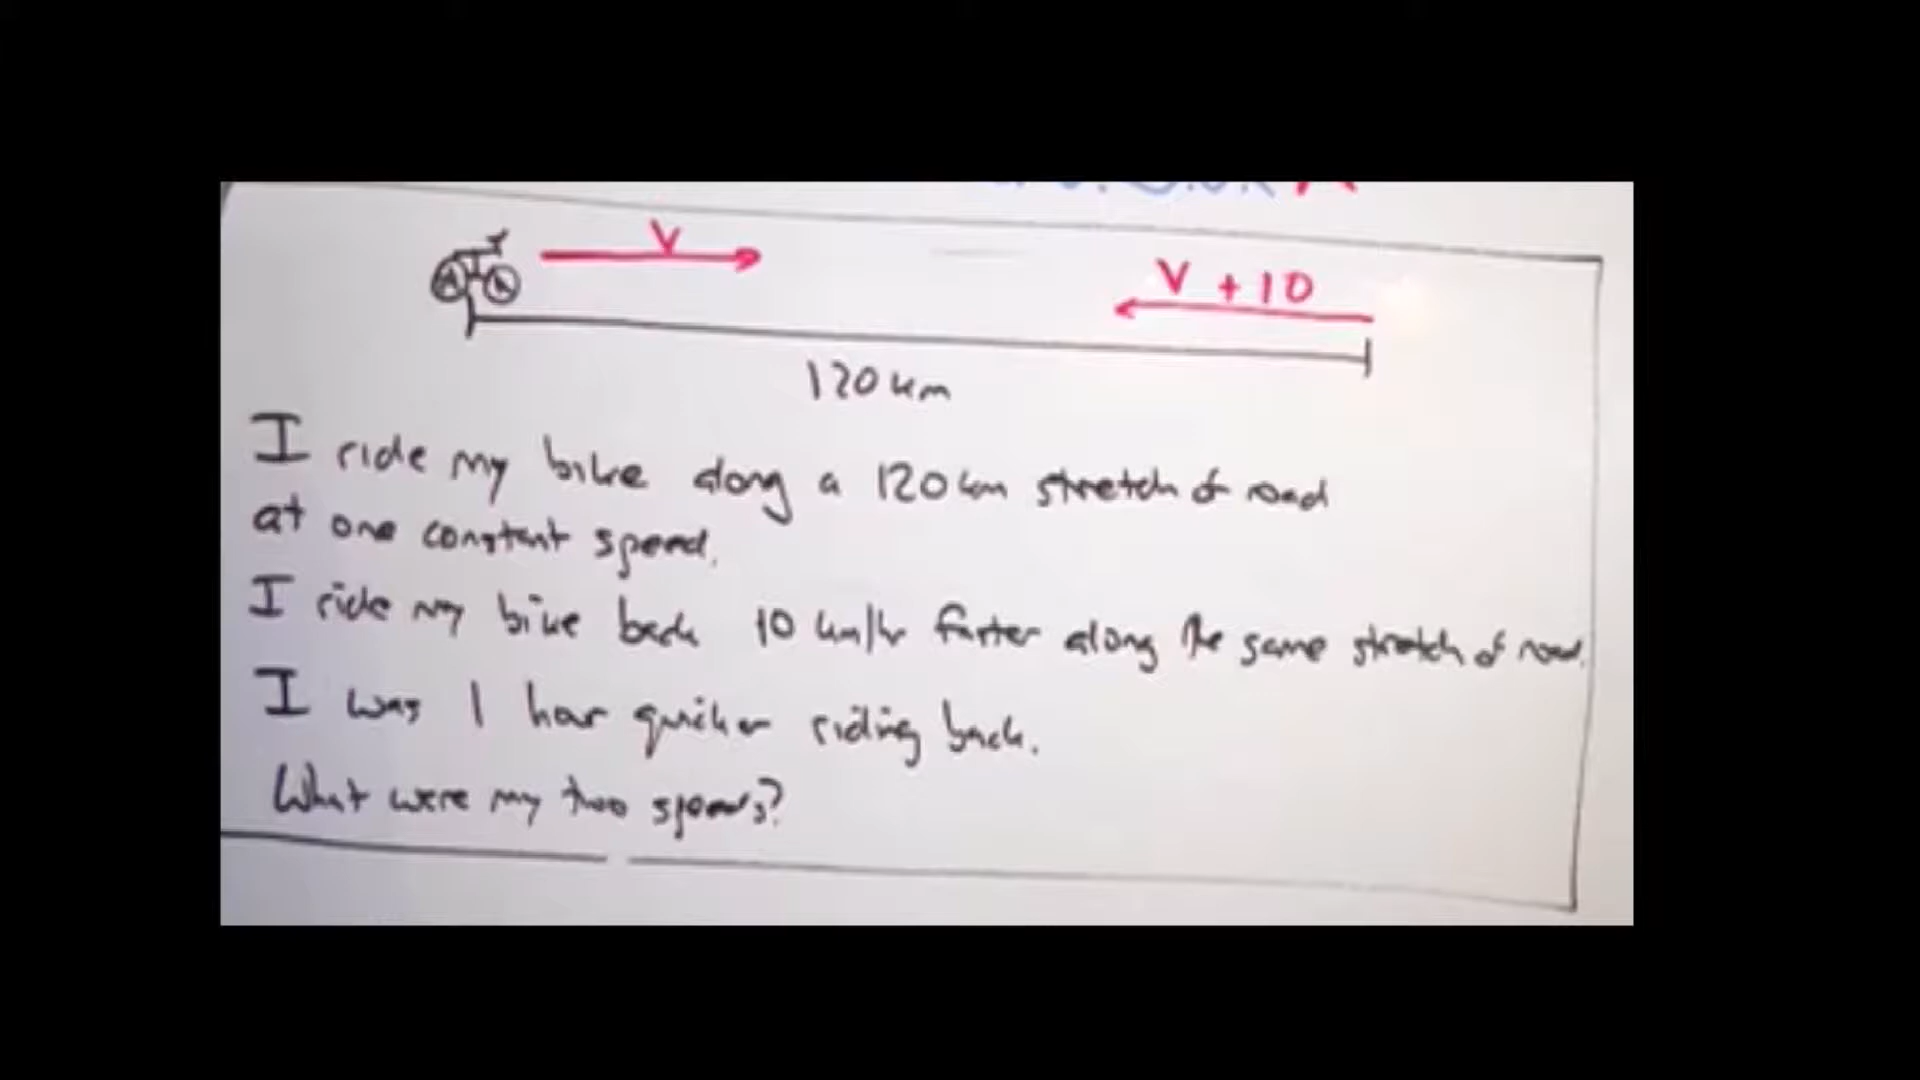 V
V + 10
120 km
I ride my bike along a 120 km stretch of road
at one constant speed.
I ride my bike back 10 km/hr faster along the same stretch of road.
I was 1 hour quicker riding back.
What were my two speeds?